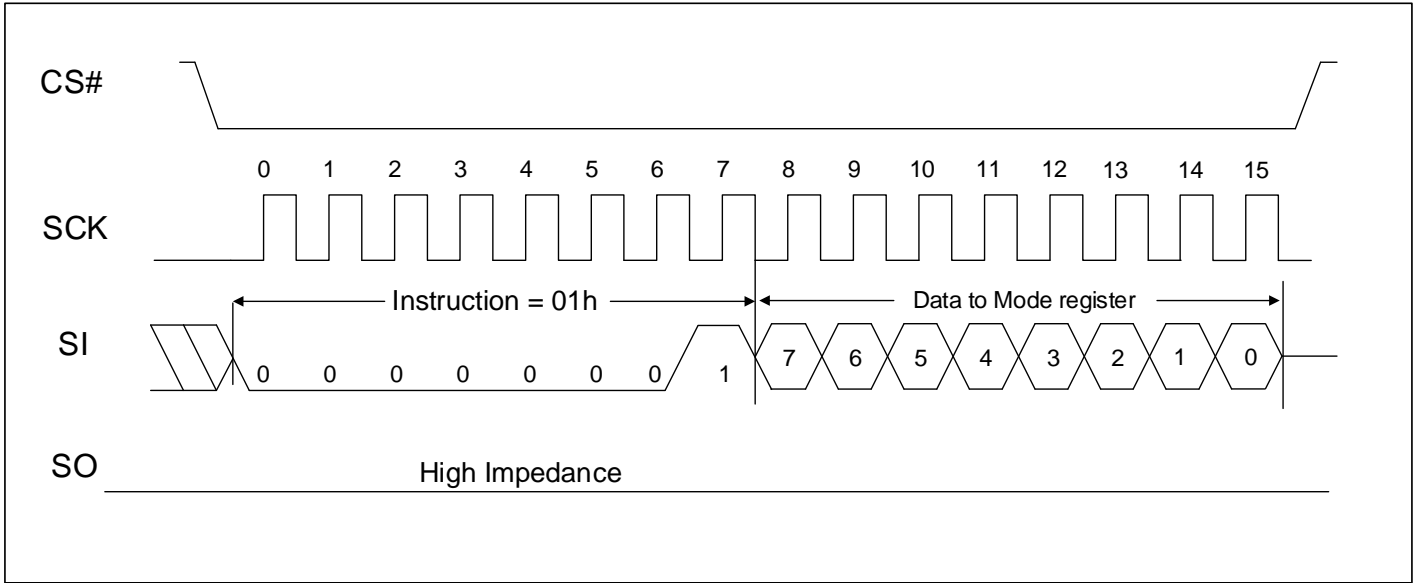 CS#
0 1 2 3 4 5 6 7 8 9 10 11 12 13 14 15
SCK
Instruction = 01h Data to Mode register
SI
0 0 0 0 0 0 0 1 7 6 5 4 3 2 1 0
SO
High Impedance